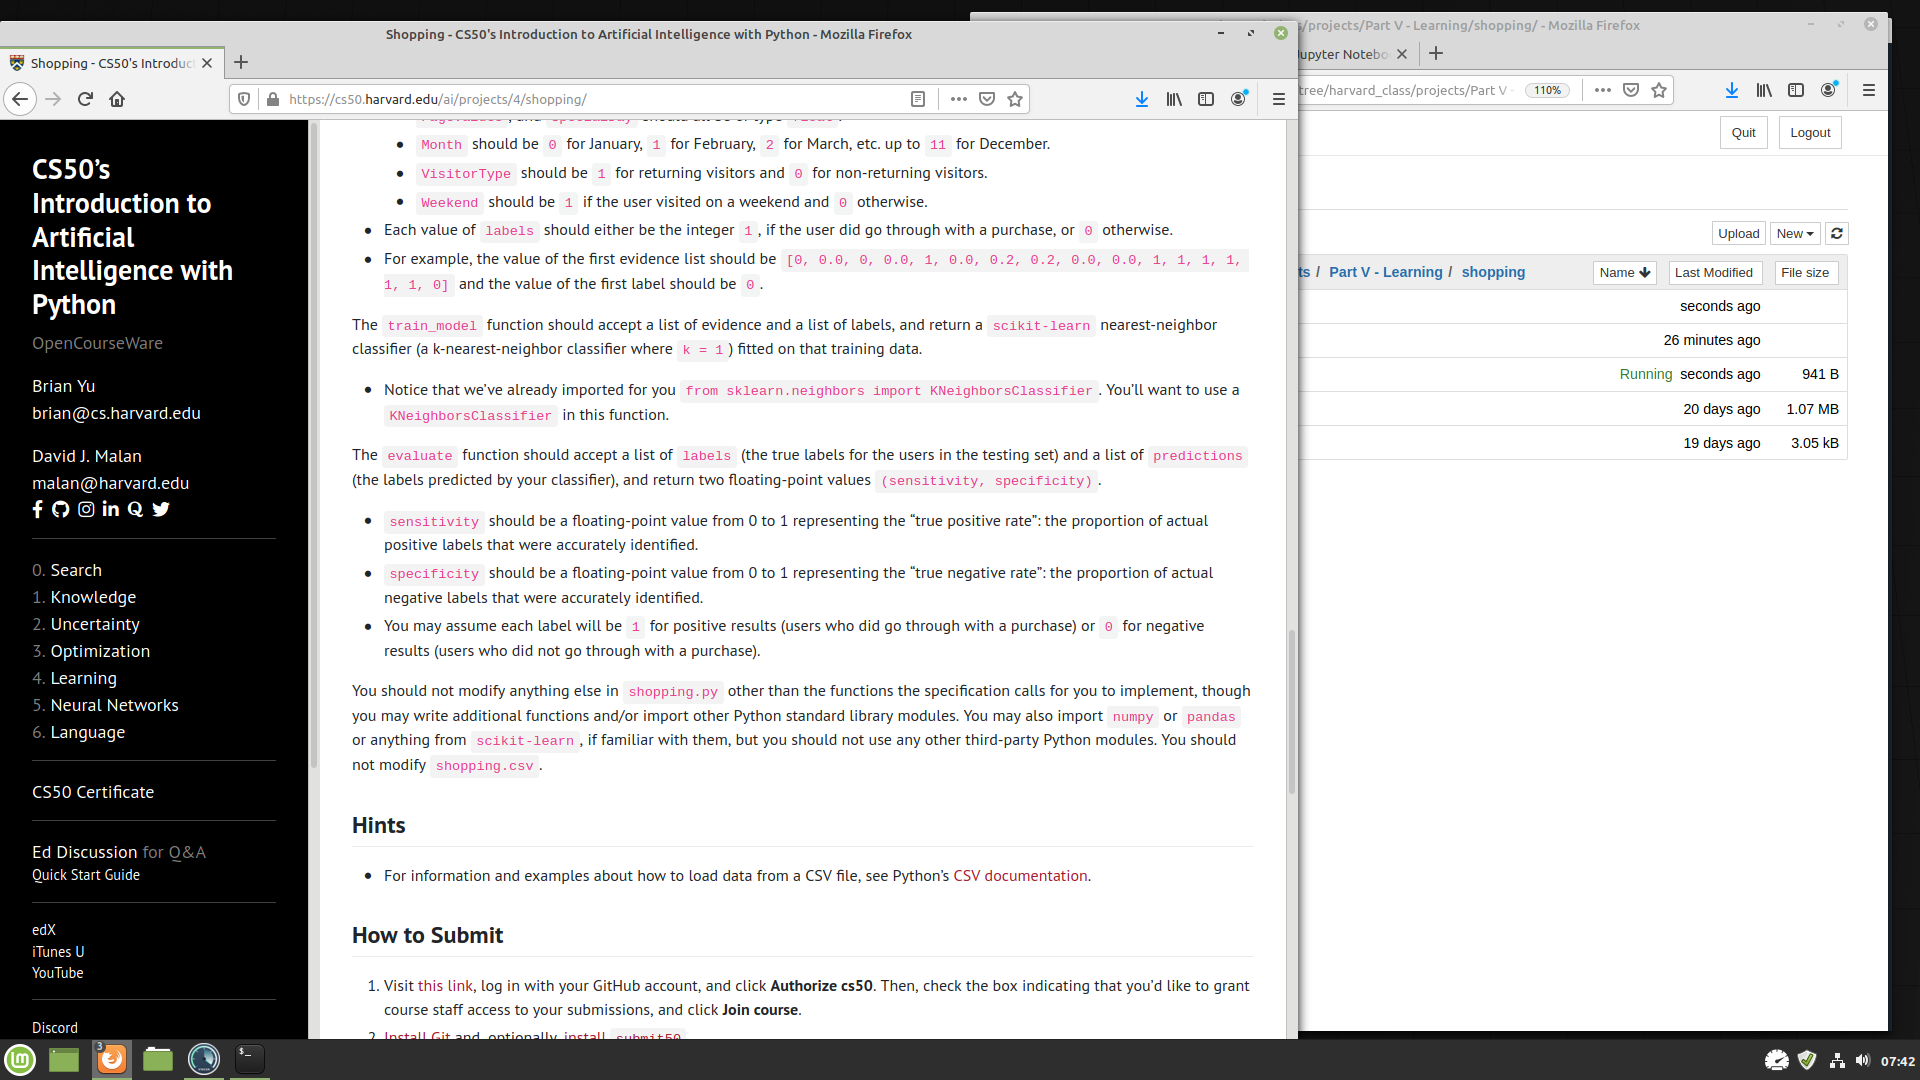 Shopping - CS50's Introduction to Artificial Intelligence with Python - Mozilla Firefox
/projects/Part V - Learning/shopping/ - Mozilla Firefox
Shopping - CS50's Introduc
Jupyter Notebo
https://cs50.harvard.edu/ai/projects/4/shopping/
tree/harvard_class/projects/Part V -
110%
Quit
Logout
Upload
New
ts / Part V - Learning / shopping
Name
Last Modified
File size
seconds ago
26 minutes ago
Running seconds ago 941 B
20 days ago 1.07 MB
19 days ago 3.05 kB
CS50's
Introduction to
Artificial
Intelligence with
Python
OpenCourseWare
Brian Yu
brian@cs.harvard.edu
David J. Malan
malan@harvard.edu
0. Search
1. Knowledge
2. Uncertainty
3. Optimization
4. Learning
5. Neural Networks
6. Language
CS50 Certificate
Ed Discussion for Q&A
Quick Start Guide
edX
iTunes U
YouTube
Discord
Month should be 0 for January, 1 for February, 2 for March, etc. up to 11 for December.
VisitorType should be 1 for returning visitors and 0 for non-returning visitors.
Weekend should be 1 if the user visited on a weekend and 0 otherwise.
Each value of labels should either be the integer 1, if the user did go through with a purchase, or 0 otherwise.
For example, the value of the first evidence list should be [0, 0.0, 0, 0.0, 1, 0.0, 0.2, 0.2, 0.0, 0.0, 1, 1, 1, 1,
1, 1, 0] and the value of the first label should be 0.
The train_model function should accept a list of evidence and a list of labels, and return a scikit-learn nearest-neighbor
classifier (a k-nearest-neighbor classifier where k = 1) fitted on that training data.
Notice that we've already imported for you from sklearn.neighbors import KNeighborsClassifier. You'll want to use a
KNeighborsClassifier in this function.
The evaluate function should accept a list of labels (the true labels for the users in the testing set) and a list of predictions
(the labels predicted by your classifier), and return two floating-point values (sensitivity, specificity).
sensitivity should be a floating-point value from 0 to 1 representing the “true positive rate”: the proportion of actual
positive labels that were accurately identified.
specificity should be a floating-point value from 0 to 1 representing the “true negative rate”: the proportion of actual
negative labels that were accurately identified.
You may assume each label will be 1 for positive results (users who did go through with a purchase) or 0 for negative
results (users who did not go through with a purchase).
You should not modify anything else in shopping.py other than the functions the specification calls for you to implement, though
you may write additional functions and/or import other Python standard library modules. You may also import numpy or pandas
or anything from scikit-learn, if familiar with them, but you should not use any other third-party Python modules. You should
not modify shopping.csv.
Hints
For information and examples about how to load data from a CSV file, see Python's CSV documentation.
How to Submit
1. Visit this link, log in with your GitHub account, and click Authorize cs50. Then, check the box indicating that you'd like to grant
course staff access to your submissions, and click Join course.
2. Install Git and, optionally, install submit50
3
07:42